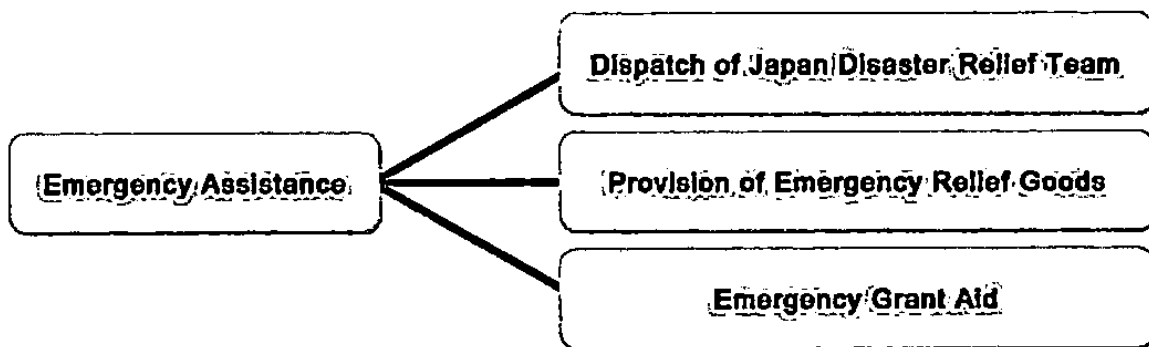 Dispatch of Japan Disaster Relief Team
Emergency Assistance
Provision of Emergency Relief Goods
Emergency Grant Aid